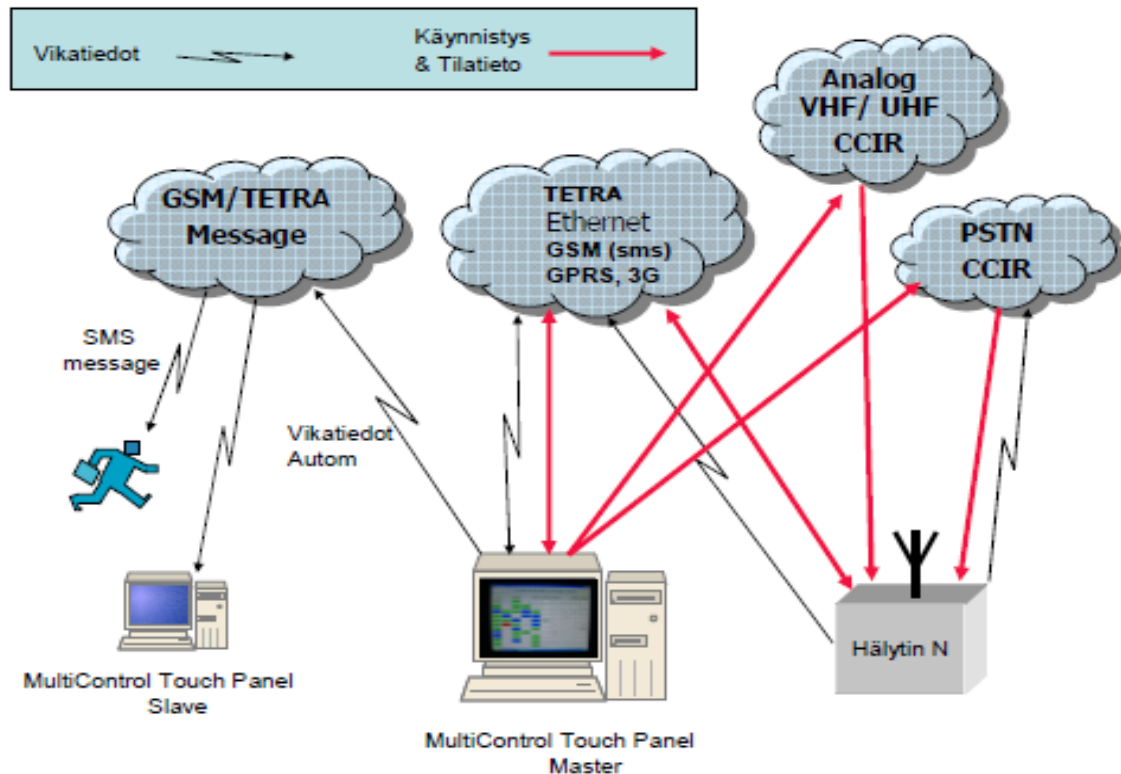 Vikatiedot
Käynnistys
& Tilatieto
Analog
VHF/ UHF
CCIR
GSM/TETRA
Message
TETRA
Ethernet
GSM (sms)
GPRS, 3G
PSTN
CCIR
SMS
message
Vikatiedot
Autom
Hälytin N
MultiControl Touch Panel
Slave
MultiControl Touch Panel
Master